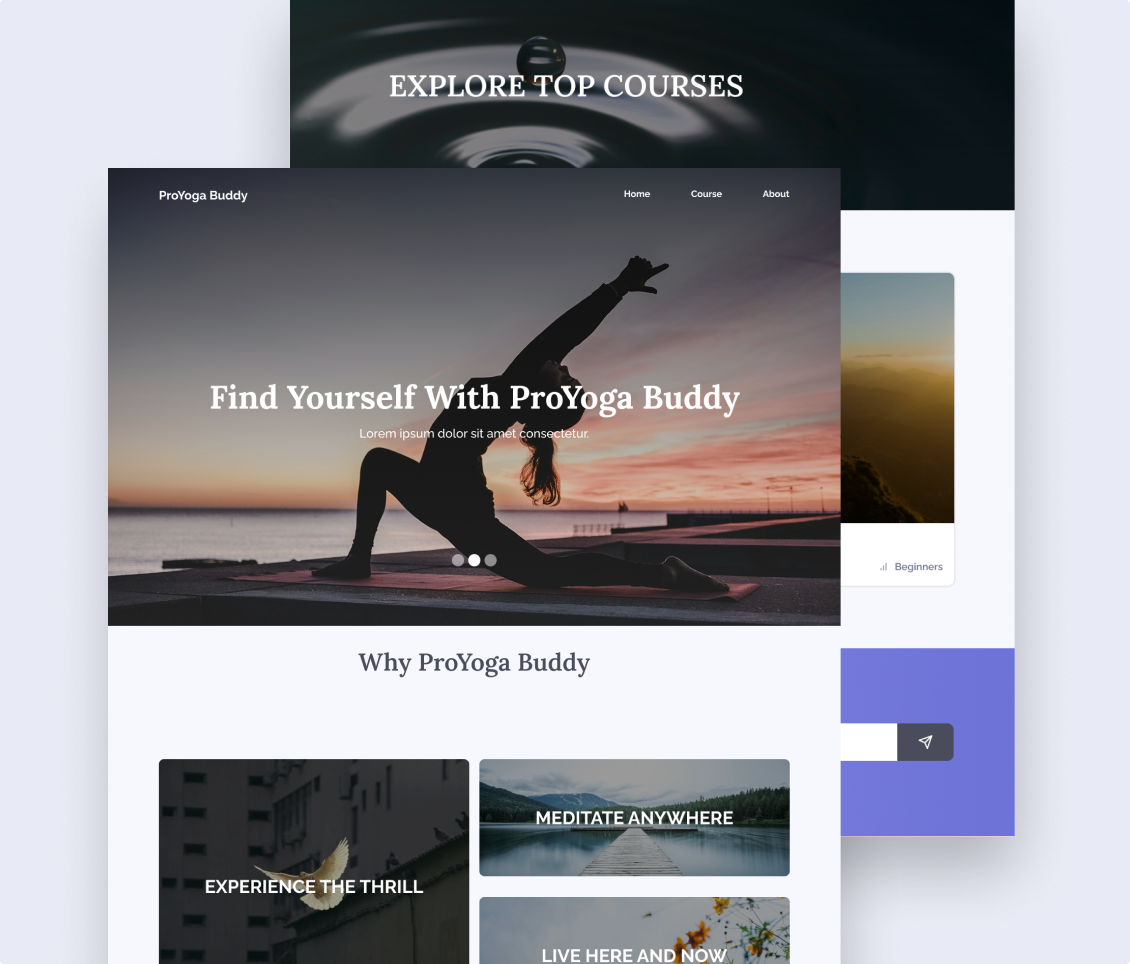 EXPLORE TOP COURSES
ProYoga Buddy
Home
Course
About
Find Yourself With ProYoga Buddy
Lorem ipsum dolor sit amet consectetur.
Beginners
Why ProYoga Buddy
EXPERIENCE THE THRILL
MEDITATE ANYWHERE
LIVE HERE AND NOW